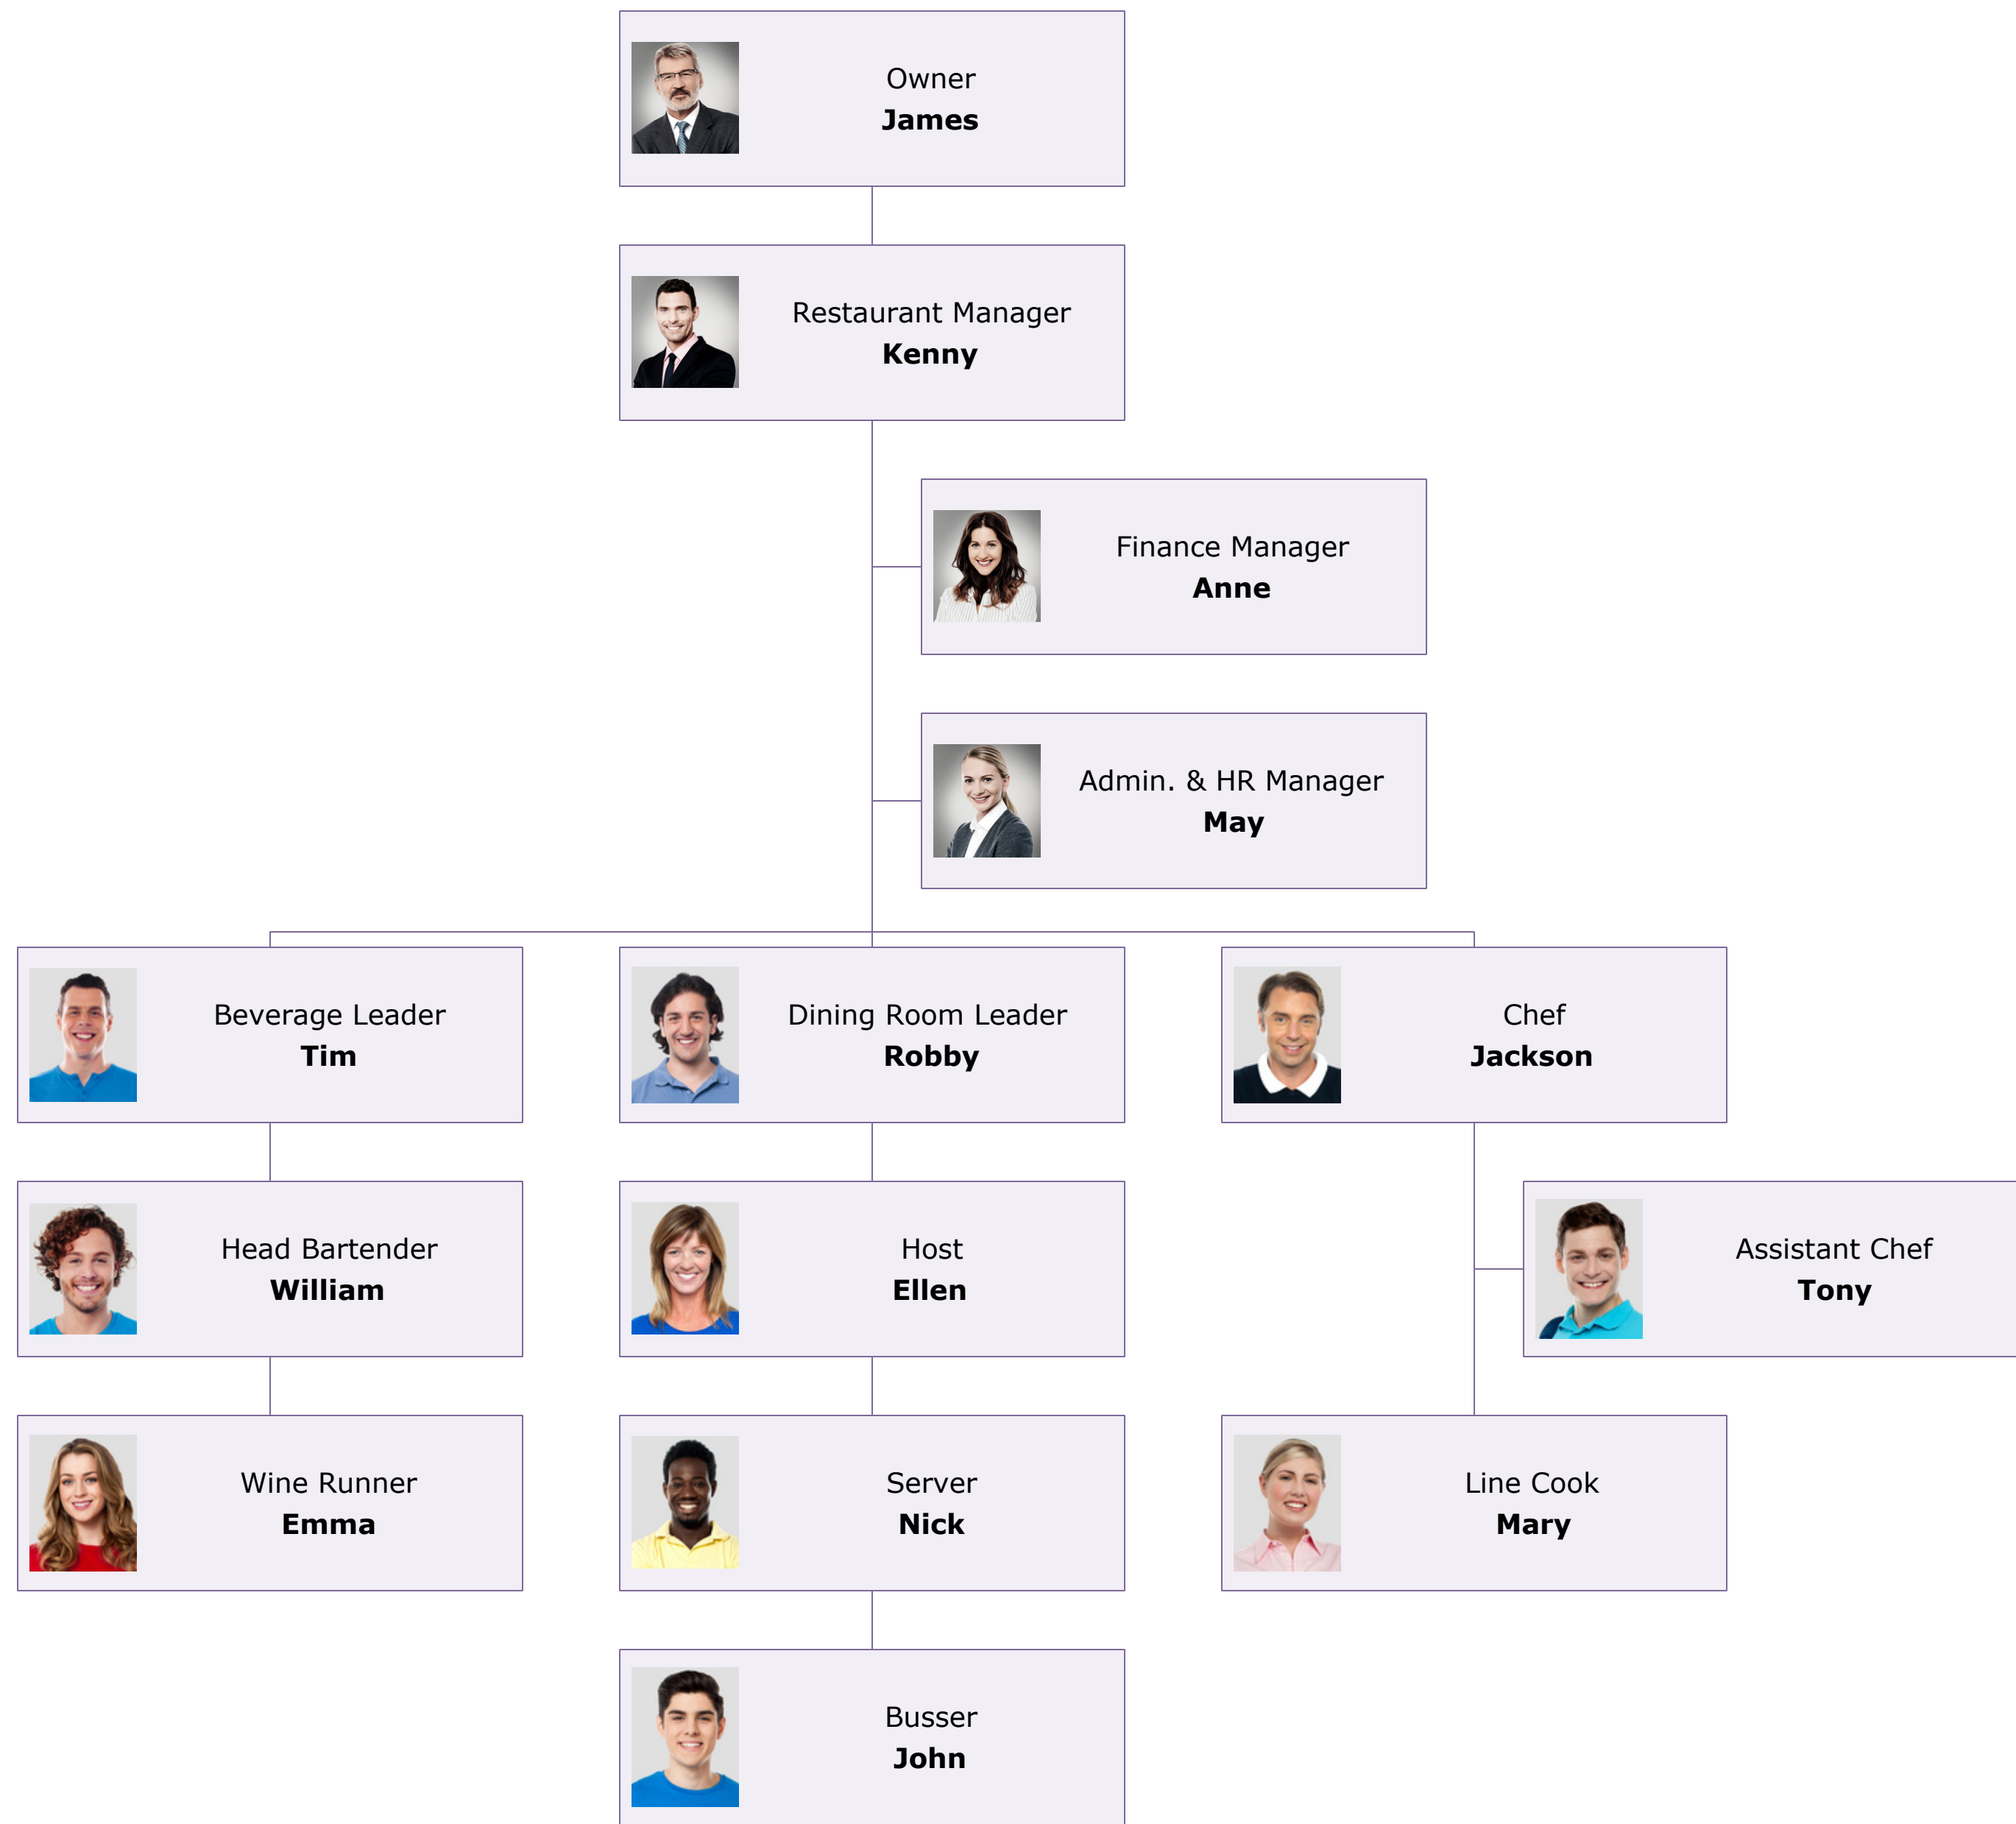 Owner
James
Restaurant Manager
Kenny
Finance Manager
Anne
Admin. & HR Manager
May
Beverage Leader
Tim
Dining Room Leader
Robby
Chef
Jackson
Head Bartender
William
Host
Ellen
Assistant Chef
Tony
Wine Runner
Emma
Server
Nick
Line Cook
Mary
Busser
John